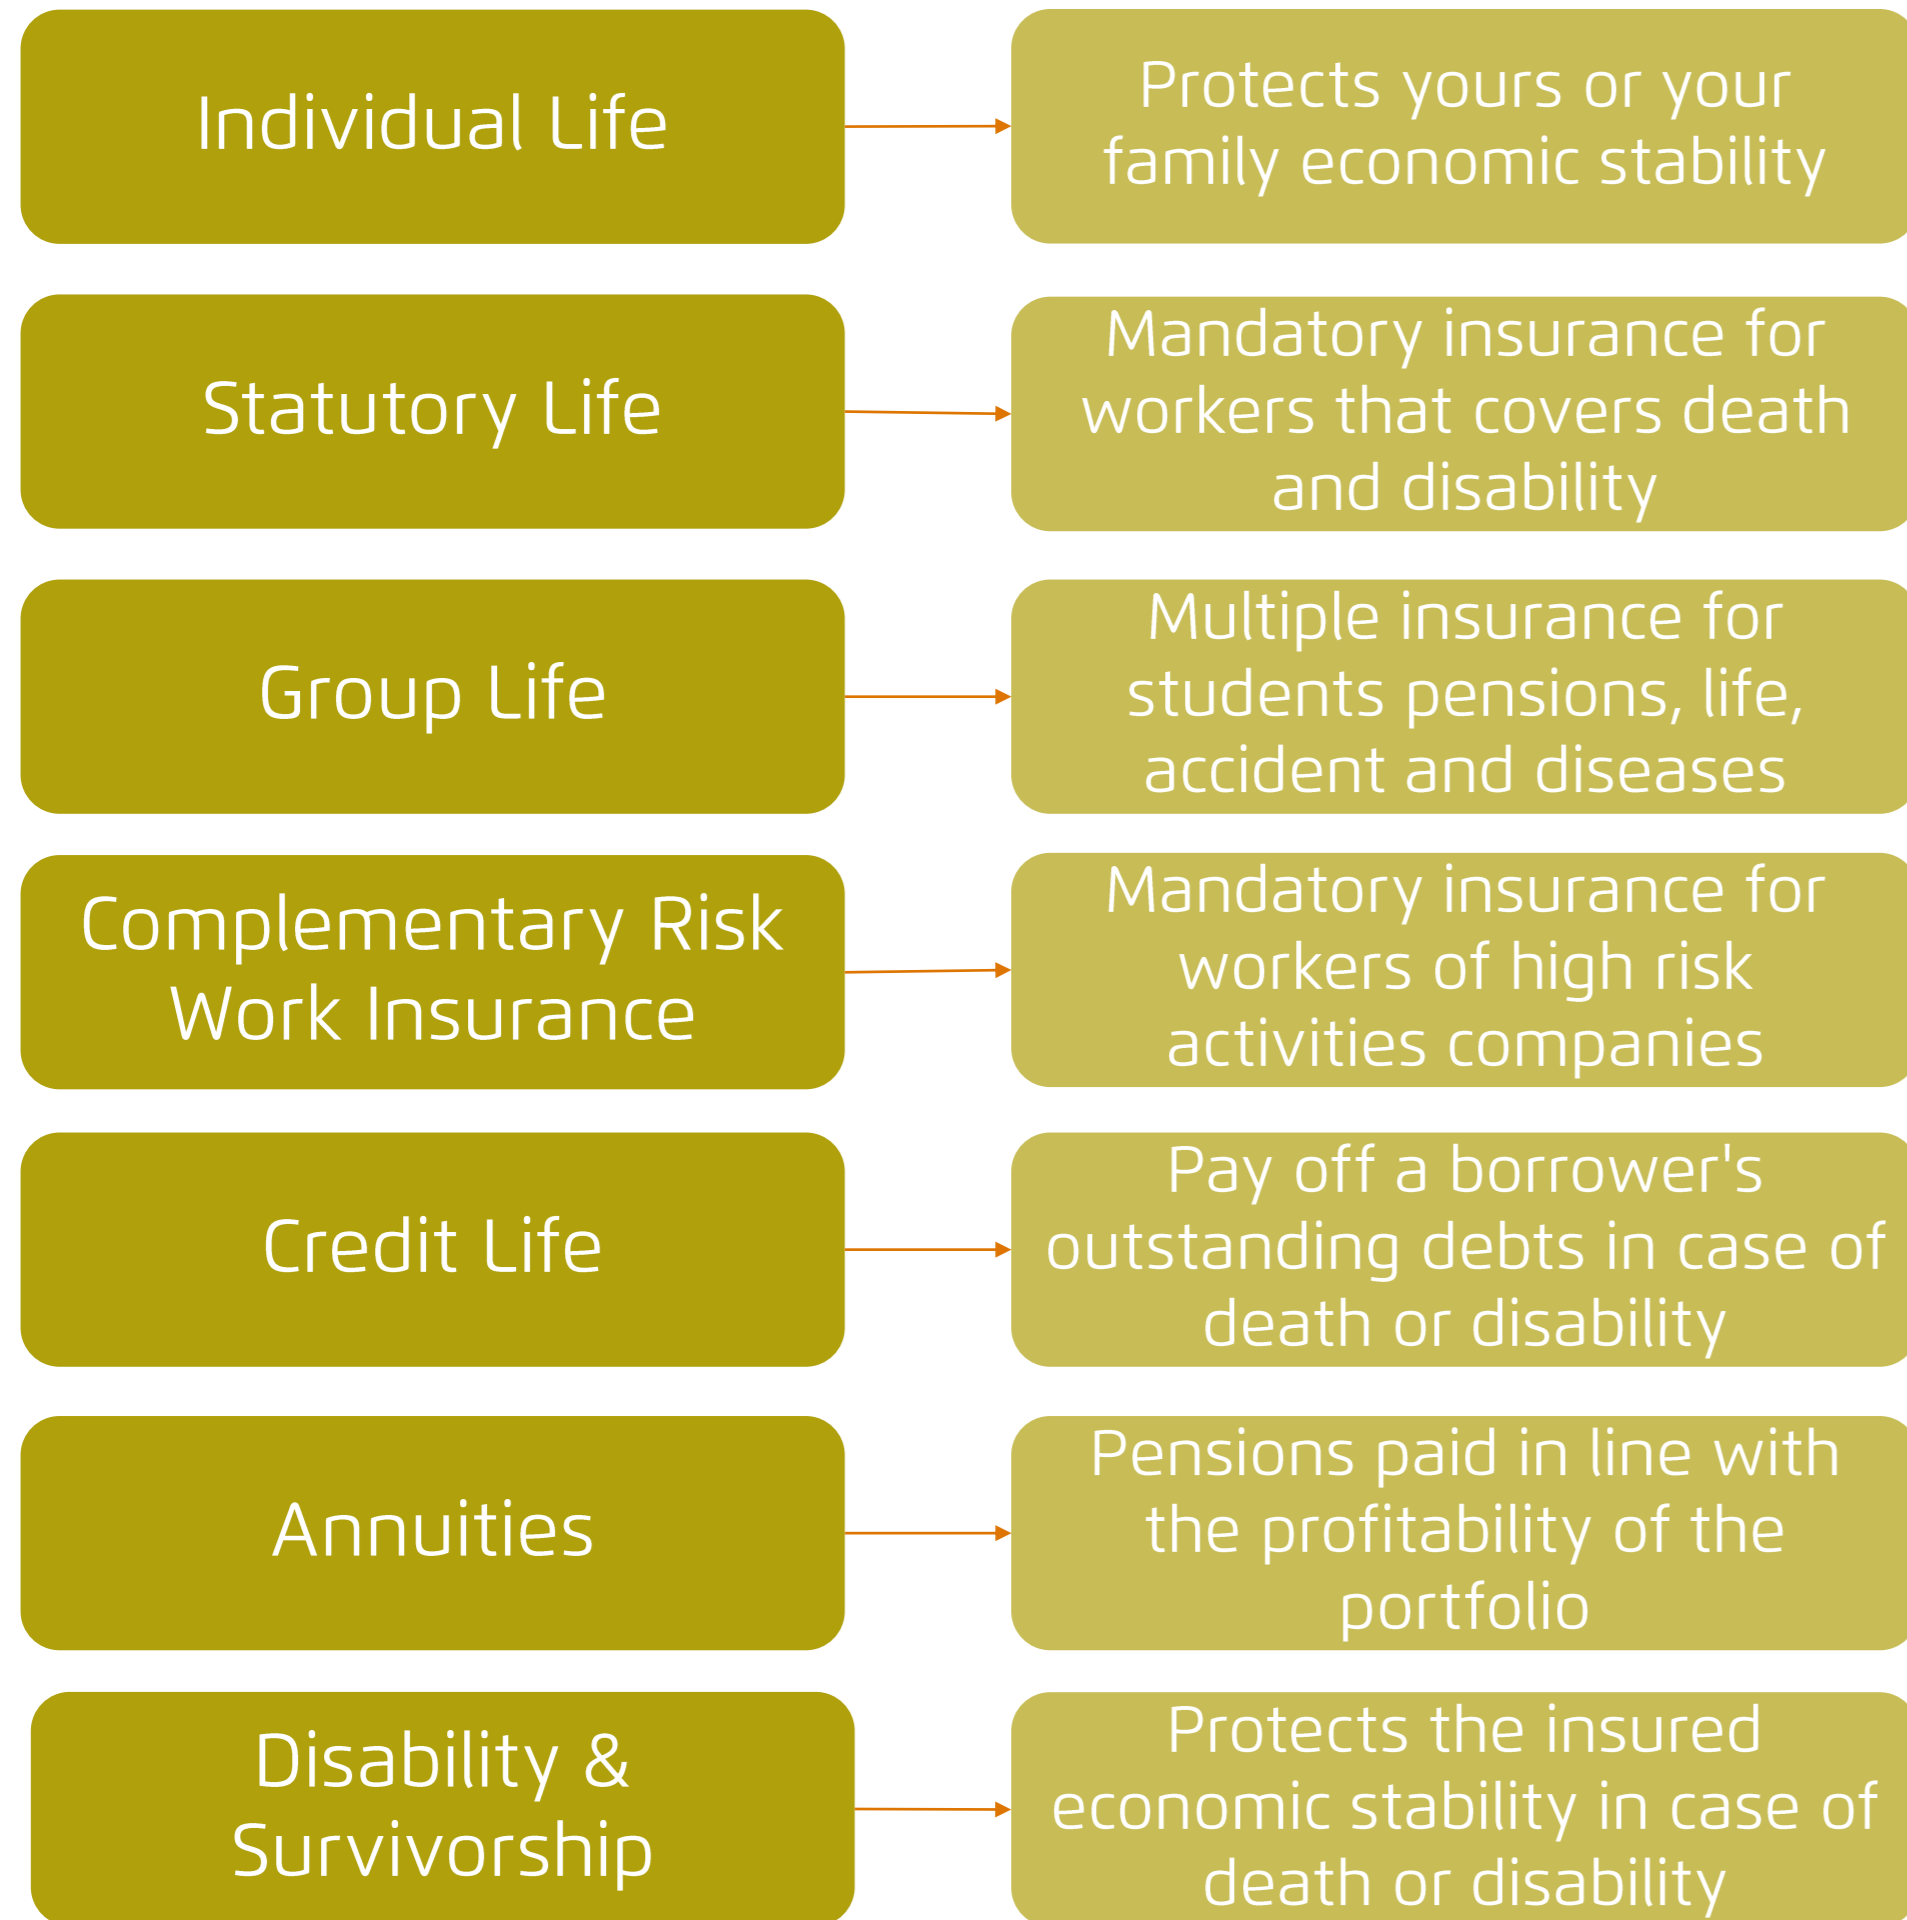 Individual Life
Protects yours or your
family economic stability
Statutory Life
Mandatory insurance for
workers that covers death
and disability
Group Life
Multiple insurance for
students pensions, life,
accident and diseases
Complementary Risk
Work Insurance
Mandatory insurance for
workers of high risk
activities companies
Credit Life
Pay off a borrower's
outstanding debts in case of
death or disability
Annuities
Pensions paid in line with
the profitability of the
portfolio
Disability &
Survivorship
Protects the insured
economic stability in case of
death or disability